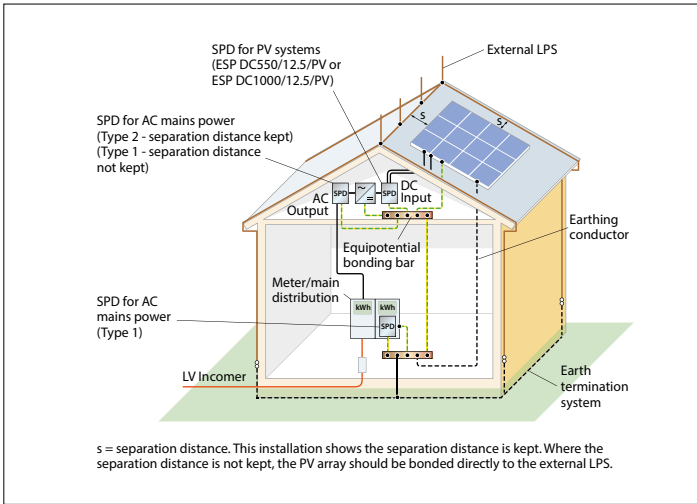 SPD for PV systems
(ESP DC550/12.5/PV or
ESP DC1000/12.5/PV)
External LPS
SPD for AC mains power
(Type 2 - separation distance kept)
(Type 1 - separation distance
not kept)
s
s
SPD
~
=
SPD
AC
Output
DC
Input
Equipotential
bonding bar
Earthing
conductor
Meter/main
distribution
kWh
kWh
SPD
SPD for AC
mains power
(Type 1)
LV Incomer
Earth
termination
system
s = separation distance. This installation shows the separation distance is kept. Where the
separation distance is not kept, the PV array should be bonded directly to the external LPS.